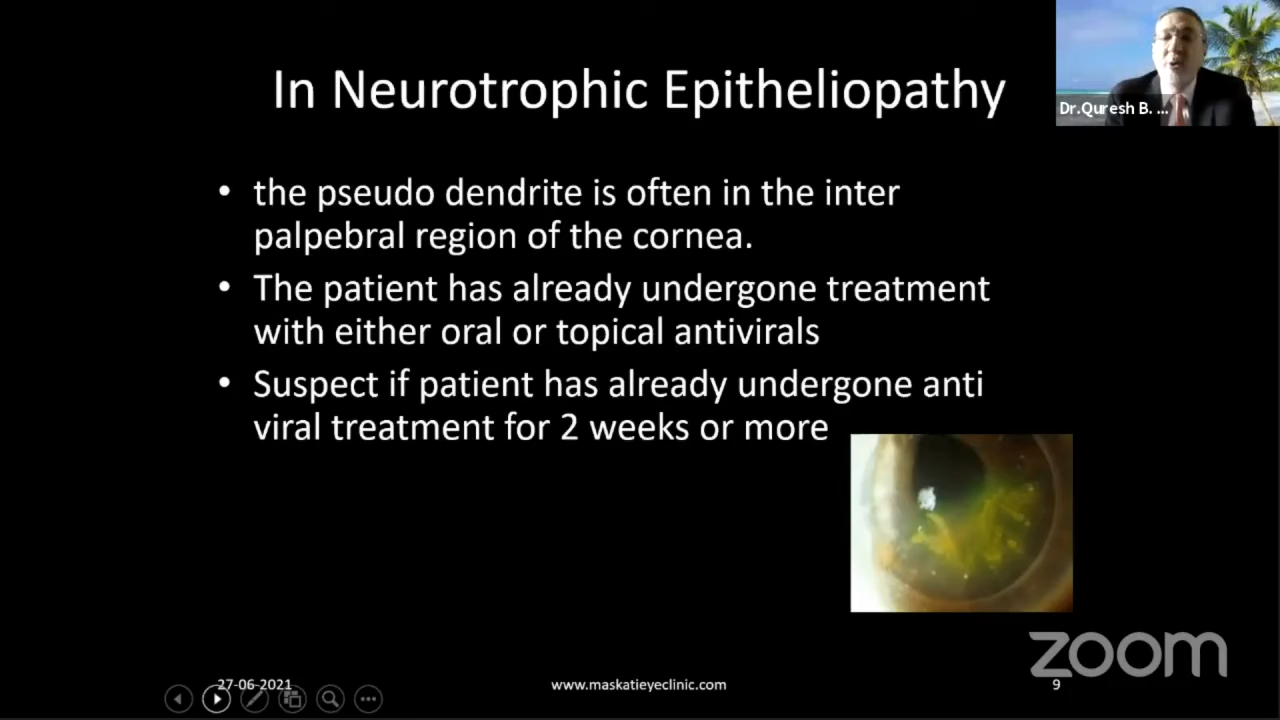 In Neurotrophic Epitheliopathy
Dr.Quresh B. ...
• the pseudo dendrite is often in the inter
palpebral region of the cornea.
• The patient has already undergone treatment
with either oral or topical antivirals
• Suspect if patient has already undergone anti
viral treatment for 2 weeks or more
zoom
27-06-2021
www.maskatieyeclinic.com
9